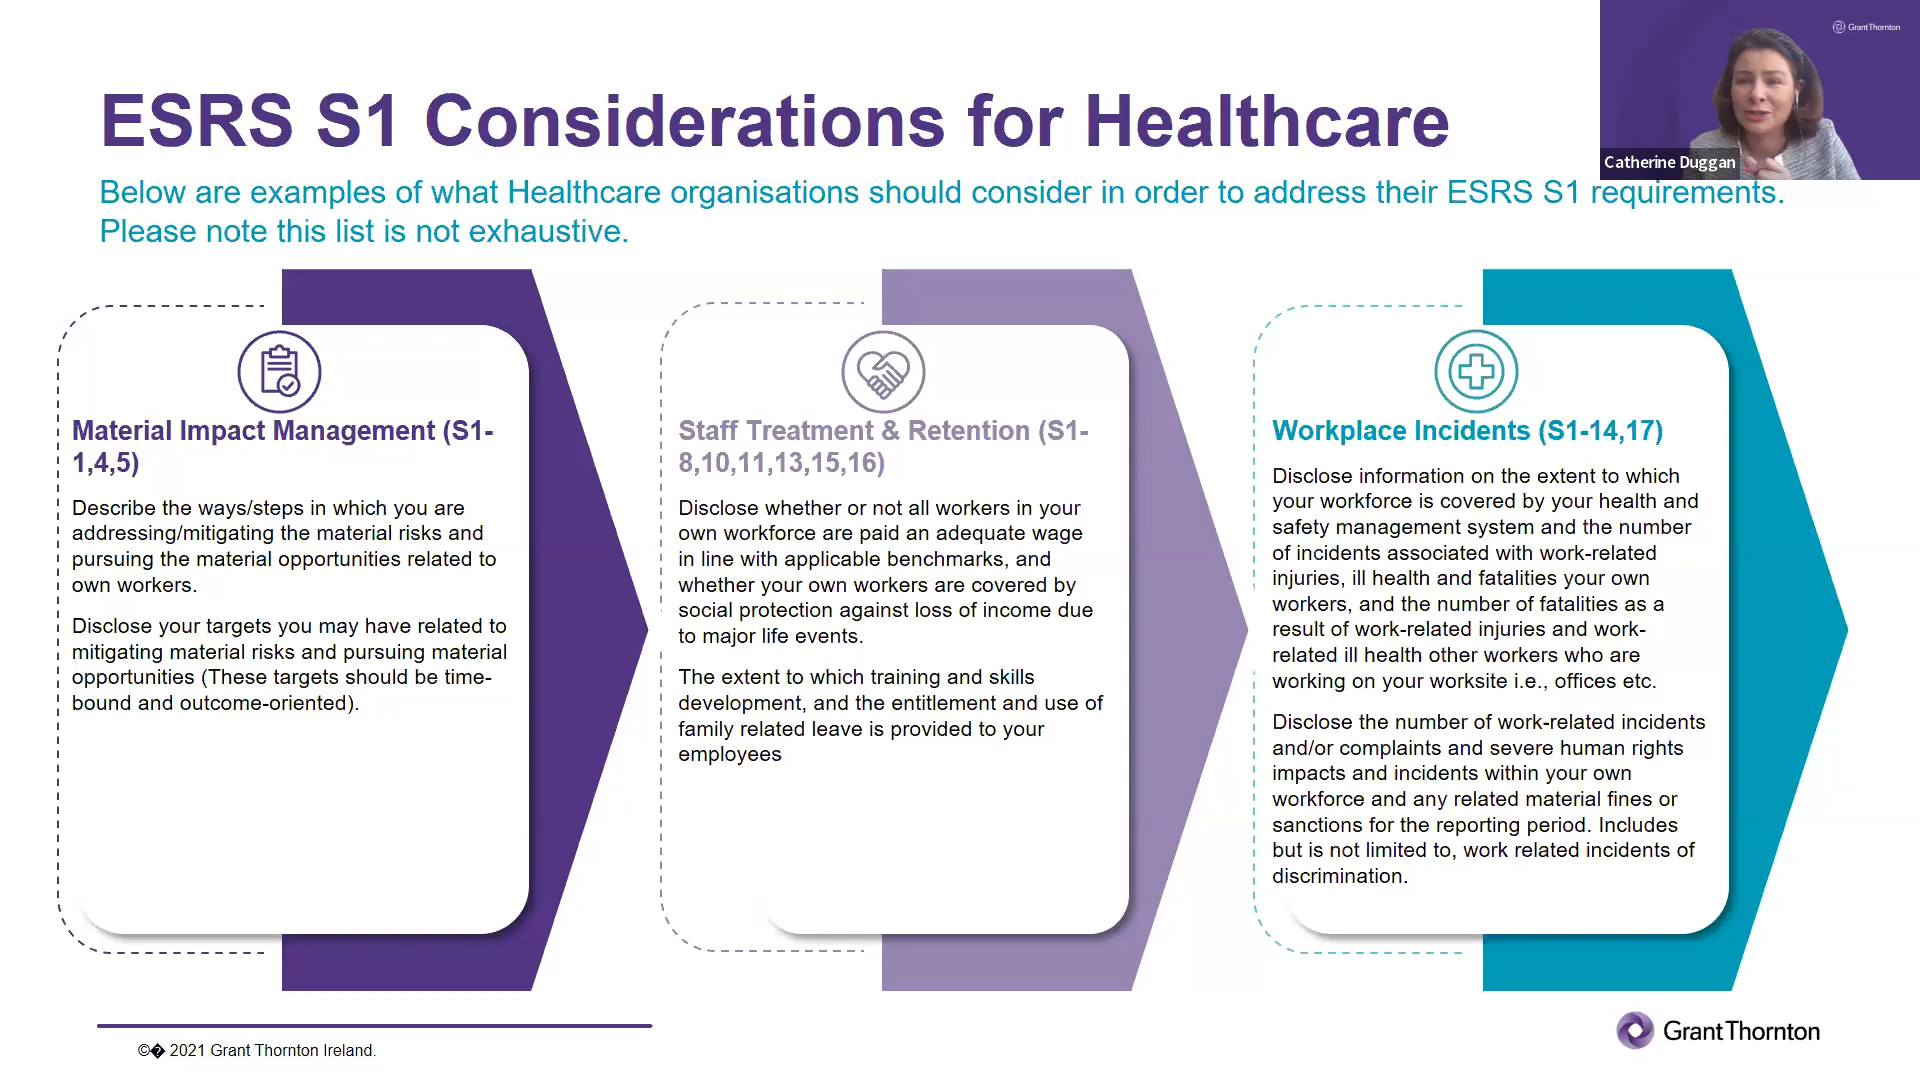 GrantThornton
Catherine Duggan
ESRS S1 Considerations for Healthcare
Below are examples of what Healthcare organisations should consider in order to address their ESRS S1 requirements.
Please note this list is not exhaustive.
Material Impact Management (S1-
1,4,5)
Describe the ways/steps in which you are
addressing/mitigating the material risks and
pursuing the material opportunities related to
own workers.
Disclose your targets you may have related to
mitigating material risks and pursuing material
opportunities (These targets should be time-
bound and outcome-oriented).
Staff Treatment & Retention (S1-
8,10,11,13,15,16)
Disclose whether or not all workers in your
own workforce are paid an adequate wage
in line with applicable benchmarks, and
whether your own workers are covered by
social protection against loss of income due
to major life events.
The extent to which training and skills
development, and the entitlement and use of
family related leave is provided to your
employees
Workplace Incidents (S1-14,17)
Disclose information on the extent to which
your workforce is covered by your health and
safety management system and the number
of incidents associated with work-related
injuries, ill health and fatalities your own
workers, and the number of fatalities as a
result of work-related injuries and work-
related ill health other workers who are
working on your worksite i.e., offices etc.
Disclose the number of work-related incidents
and/or complaints and severe human rights
impacts and incidents within your own
workforce and any related material fines or
sanctions for the reporting period. Includes
but is not limited to, work related incidents of
discrimination.
©� 2021 Grant Thornton Ireland.
GrantThornton